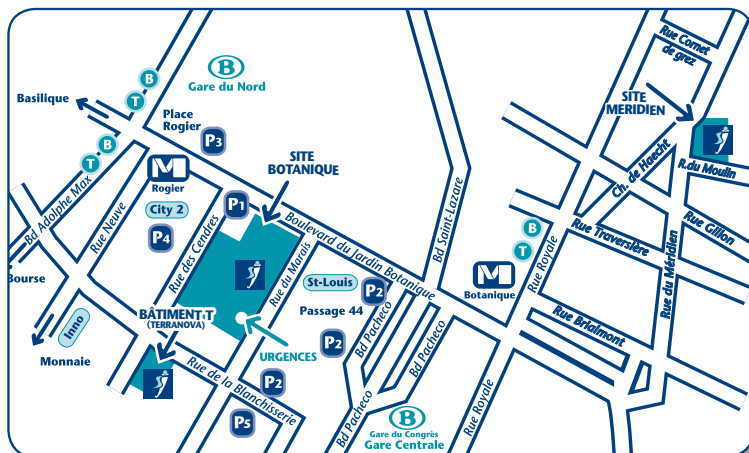 Rue Cornet
de grez
B
Gare du Nord
B
T
Basilique
SITE
MERIDIEN
Place
Rogier
P3
B
T
SITE
BOTANIQUE
Ch. de Haecht
R.du Moulin
M
Rogier
Bd Adolphe Max
Rue Neuve
City 2
P1
P4
Rue des Cendres
Boulevard du Jardin Botanique
Bd Saint-Lazare
B
T
Rue Royale
Rue Traversière
Rue Gillon
Rue du Méridien
Rue du Marais
M
Botanique
Bourse
St-Louis
P2
Passage 44
Inno
BÂTIMENT-T
(TERRANOVA)
URGENCES
P2
Bd Pacheco
Bd Pacheco
Rue Brialmont
Monnaie
Rue de la Blanchisserie
P2
P5
Bd Pacheco
B
Gare du Congrès
Gare Centrale
Rue Royale